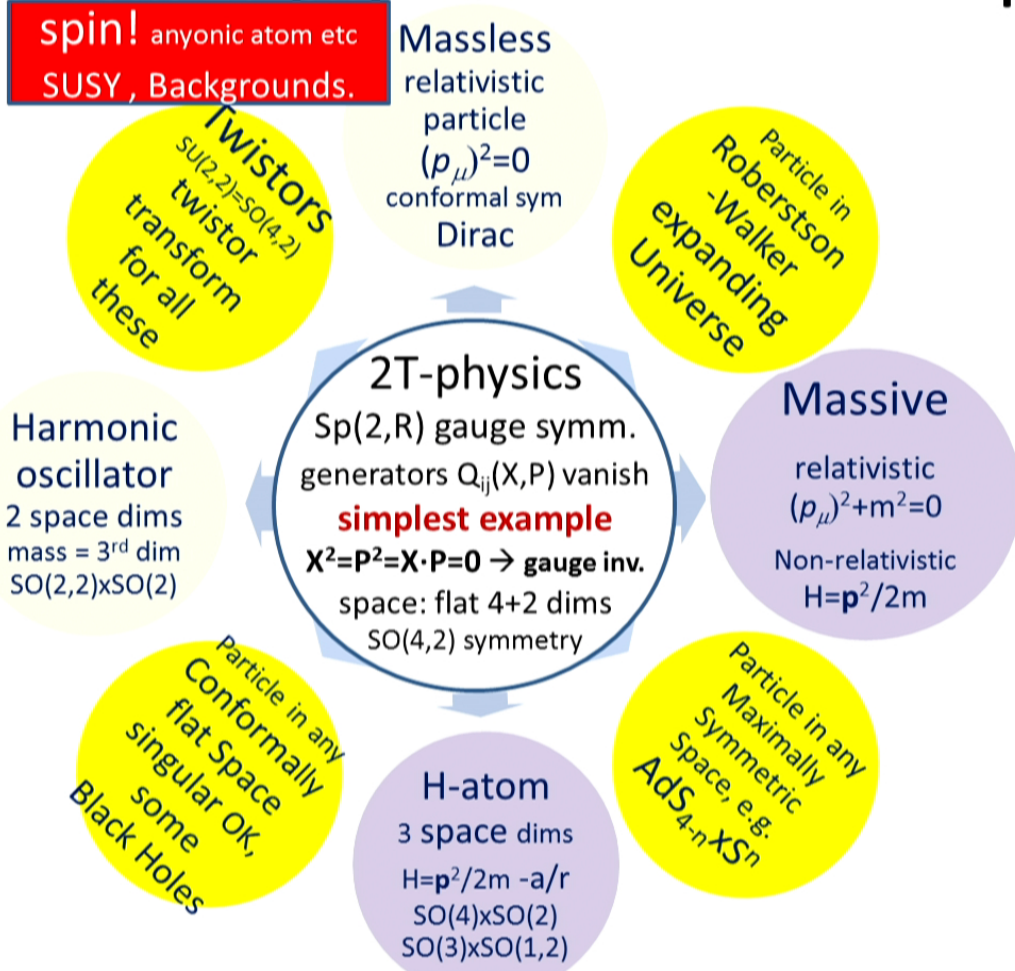 spin! anyonic atom etc
SUSY , Backgrounds.
Massless
relativistic
particle
(pμ)²=0
conformal sym
Dirac
Particle in
Roberstson
-Walker
expanding
Universe
Massive
relativistic
(pμ)²+m²=0
Non-relativistic
H=p²/2m
Particle in any
Maximally
Symmetric
Space, e.g.
AdS₄₋ₙXSⁿ
H-atom
3 space dims
H=p²/2m -a/r
SO(4)xSO(2)
SO(3)xSO(1,2)
Particle in any
Conformally
flat Space
singular OK,
some
Black Holes
Harmonic
oscillator
2 space dims
mass = 3rd dim
SO(2,2)xSO(2)
Twistors
SU(2,2)=SO(4,2)
twistor
transform
for all
these
2T-physics
Sp(2,R) gauge symm.
generators Qij(X,P) vanish
simplest example
X²=P²=X·P=0 → gauge inv.
space: flat 4+2 dims
SO(4,2) symmetry